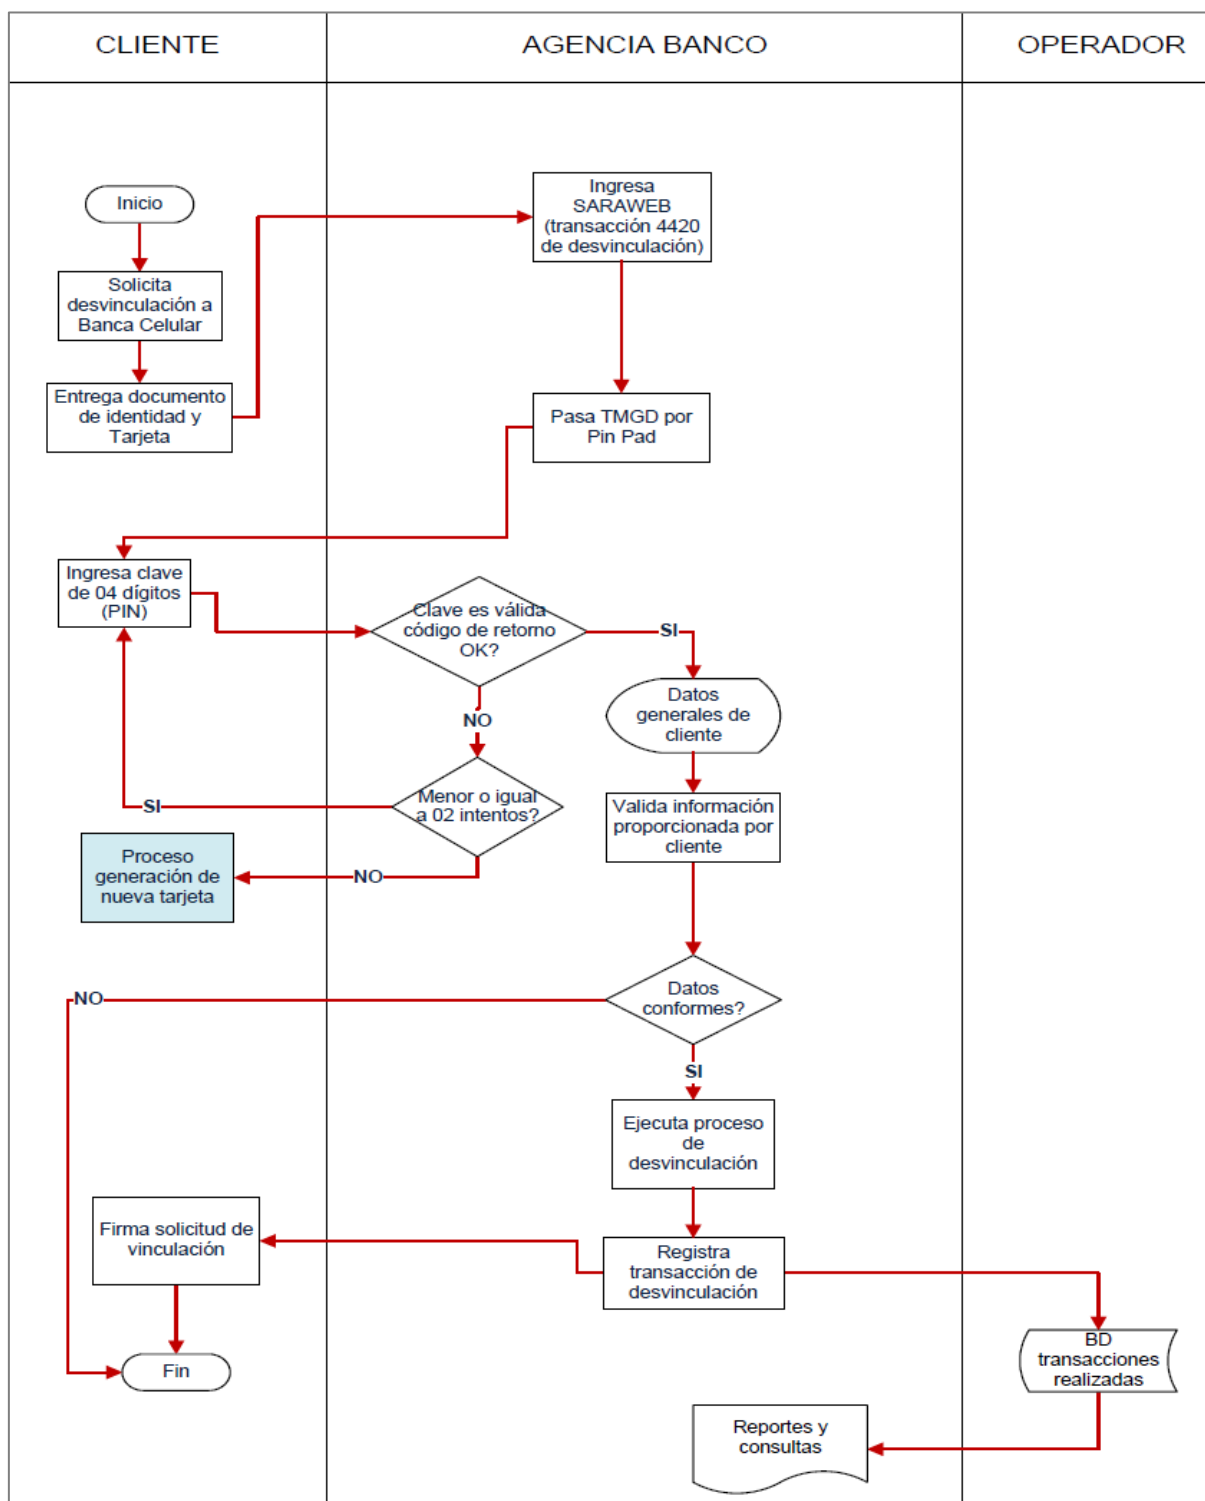 CLIENTE
AGENCIA BANCO
OPERADOR
Inicio
Solicita
desvinculación a
Banca Celular
Entrega documento
de identidad y
Tarjeta
Ingresa
SARAWEB
(transacción 4420
de desvinculación)
Pasa TMGD por
Pin Pad
Ingresa clave
de 04 dígitos
(PIN)
Clave es válida
código de retorno
OK?
SI
NO
Datos
generales de
cliente
Menor o igual
a 02 intentos?
SI
NO
Proceso
generación de
nueva tarjeta
Valida información
proporcionada por
cliente
Datos
conformes?
NO
SI
Ejecuta proceso
de
desvinculación
Registra
transacción de
desvinculación
Firma solicitud de
vinculación
Fin
BD
transacciones
realizadas
Reportes y
consultas